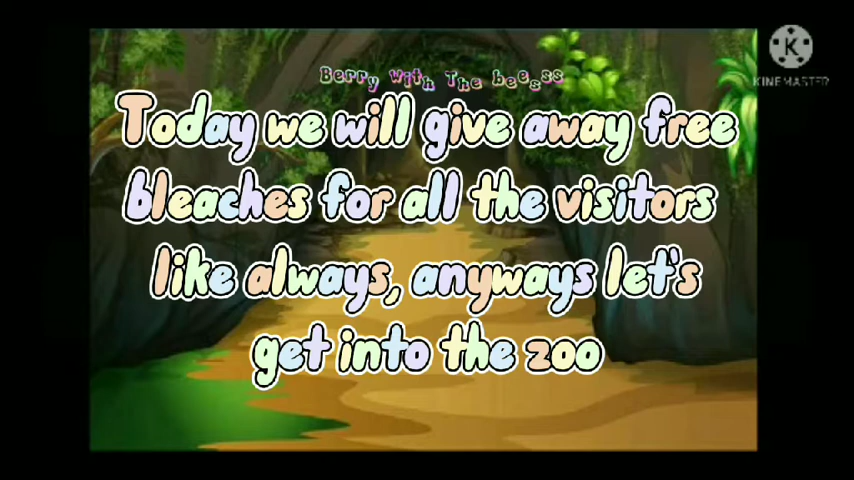 Berry with The beesss
KINEMASTER
Today we will give away free
bleaches for all the visitors
like always, anyways let's
get into the zoo